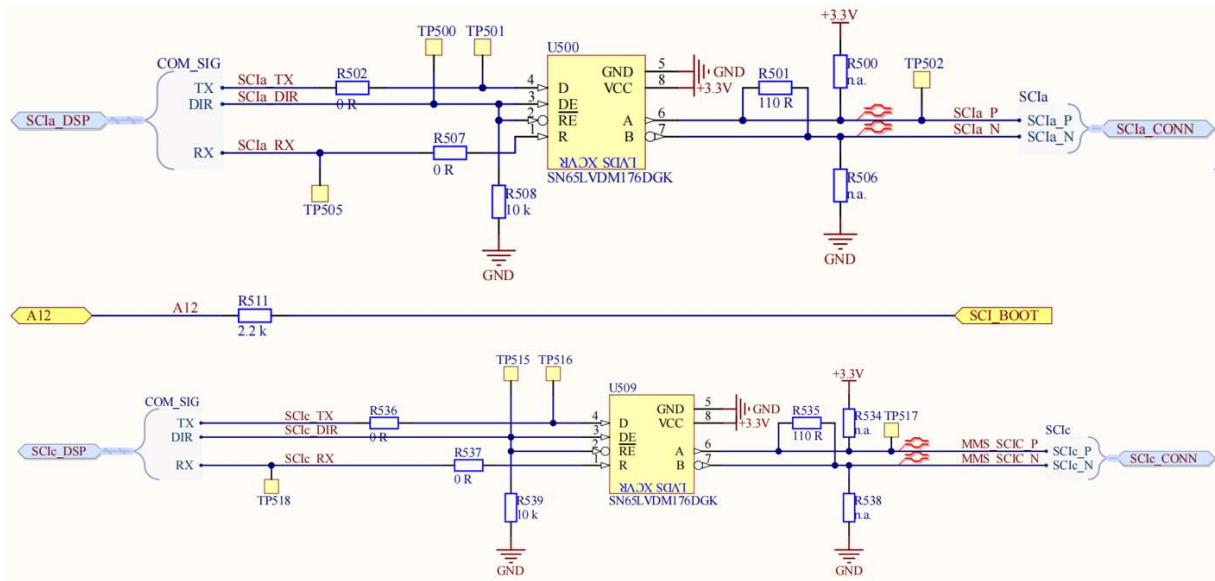 +3.3V
TP500
TP501
U500
COM_SIG
SCIa_TX
R502
0 R
TX
DIR
RX
SCIa_DIR
SCIa_DSP
SCIa_RX
R507
0 R
TP505
R508
10 k
GND
4
3
2
1
D
DE
RE
R
GND
VCC
A
B
5
8
6
7
GND
+3.3V
LVDS XCVR
SN65LVDM176DGK
R501
110 R
R500
n.a.
TP502
SCIa_P
SCIa_N
SCIa
SCIa_P
SCIa_N
SCIa_CONN
R506
n.a.
GND
A12
A12
R511
2.2 k
SCI_BOOT
TP515
TP516
U509
+3.3V
COM_SIG
SCIc_TX
R536
0 R
TX
DIR
RX
SCIc_DIR
SCIc_DSP
SCIc_RX
R537
0 R
TP518
R539
10 k
GND
4
3
2
1
D
DE
RE
R
GND
VCC
A
B
5
8
6
7
GND
+3.3V
LVDS XCVR
SN65LVDM176DGK
R535
110 R
R534
n.a.
TP517
MMS_SCIC_P
MMS_SCIC_N
SCIc
SCIc_P
SCIc_N
SCIc_CONN
R538
n.a.
GND